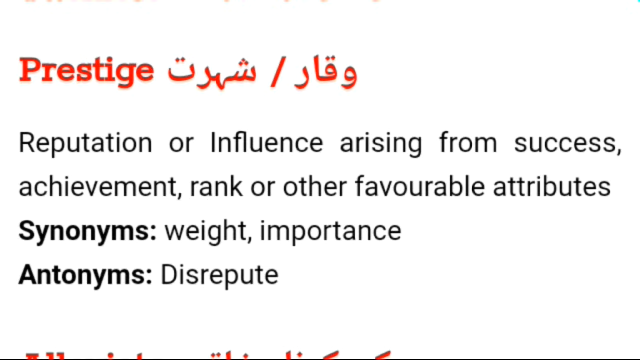 Prestige وقار / شہرت
Reputation or Influence arising from success,
achievement, rank or other favourable attributes
Synonyms: weight, importance
Antonyms: Disrepute